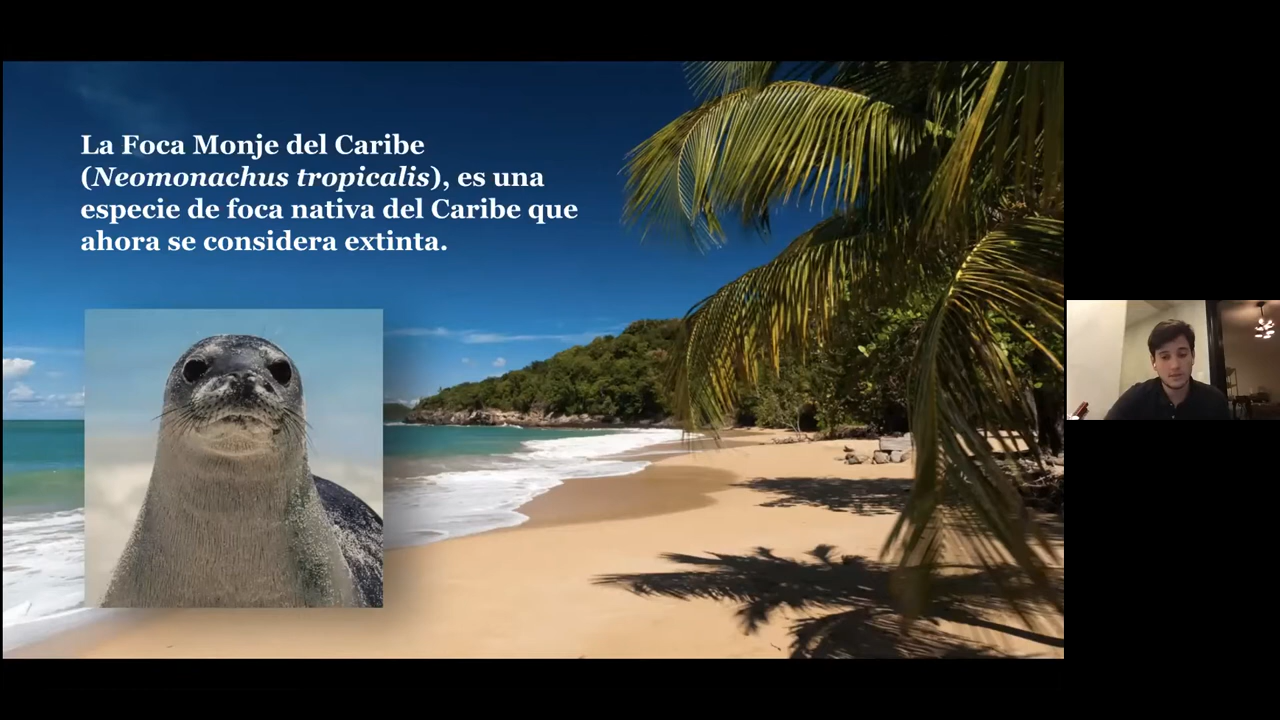 La Foca Monje del Caribe
(Neomonachus tropicalis), es una
especie de foca nativa del Caribe que
ahora se considera extinta.